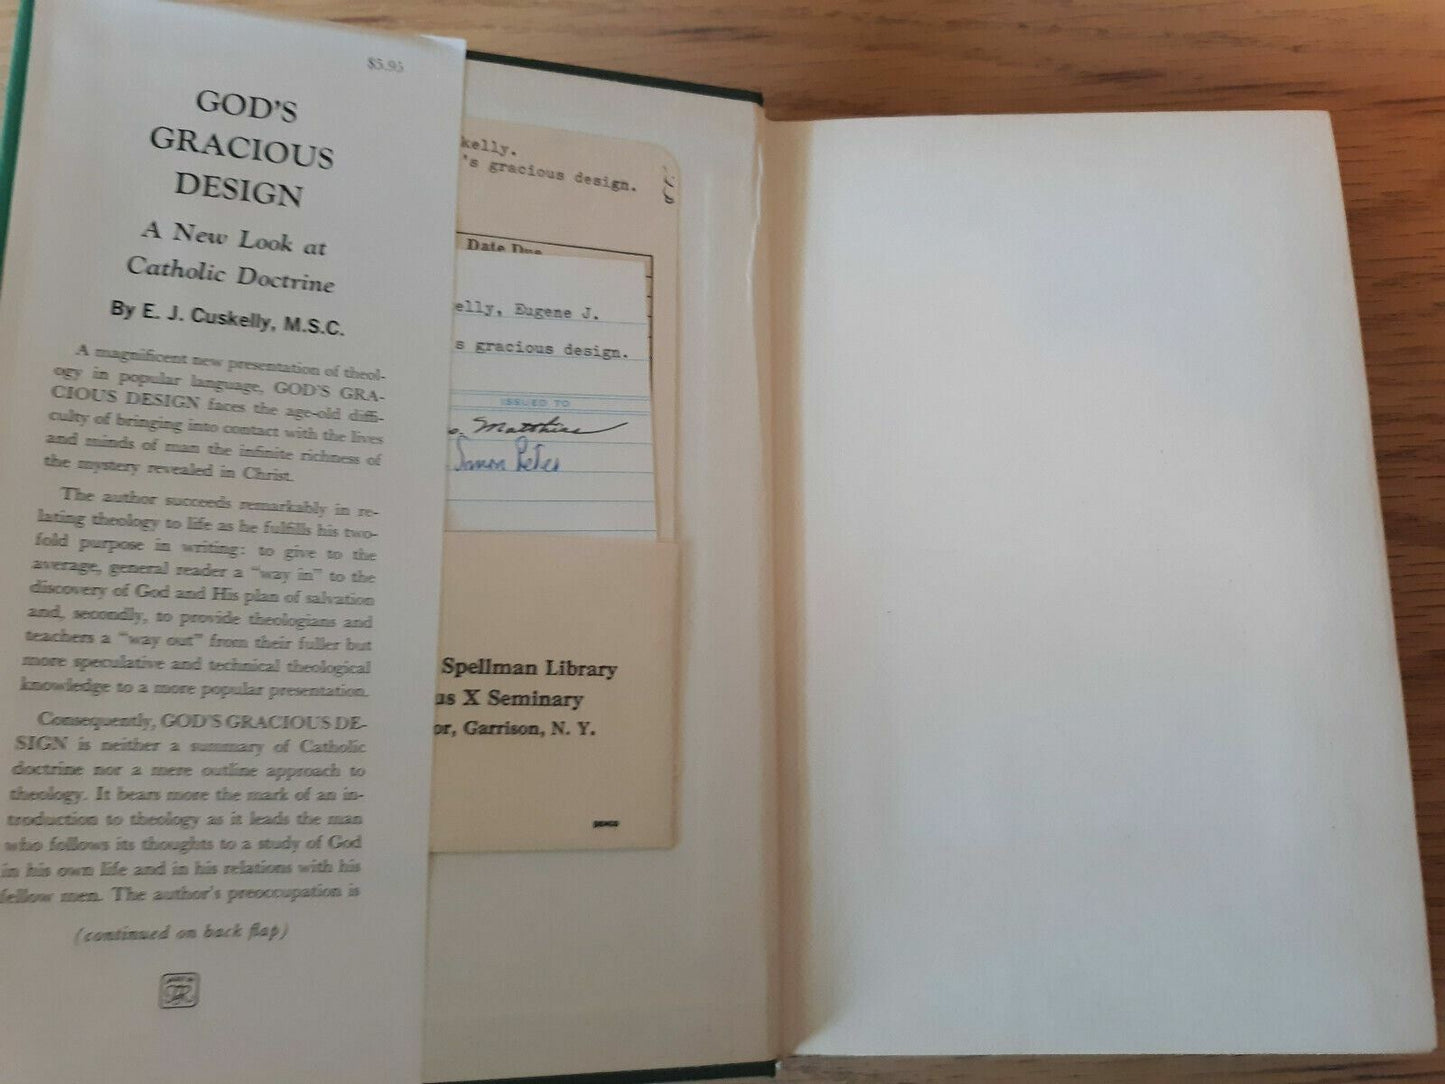 $5.95
GOD'S
GRACIOUS
DESIGN
A New Look at
Catholic Doctrine
By E. J. Cuskelly, M.S.C.
A magnificent new presentation of theol-
ogy in popular language, GOD'S GRA-
CIOUS DESIGN faces the age-old diffi-
culty of bringing into contact with the lives
and minds of man the infinite richness of
the mystery revealed in Christ.
The author succeeds remarkably in re-
lating theology to life as he fulfills his two-
fold purpose in writing: to give to the
average, general reader a "way in" to the
discovery of God and His plan of salvation
and, secondly, to provide theologians and
teachers a "way out" from their fuller but
more speculative and technical theological
knowledge to a more popular presentation.
Consequently, GOD'S GRACIOUS DE-
SIGN is neither a summary of Catholic
doctrine nor a mere outline approach to
theology. It bears more the mark of an in-
troduction to theology as it leads the man
who follows its thoughts to a study of God
in his own life and in his relations with his
fellow men. The author's preoccupation is
(continued on back flap)
kelly.
's gracious design.
Date Due
elly, Eugene J.
s gracious design.
ISSUED TO
Simon Peter
Spellman Library
us X Seminary
or, Garrison, N. Y.